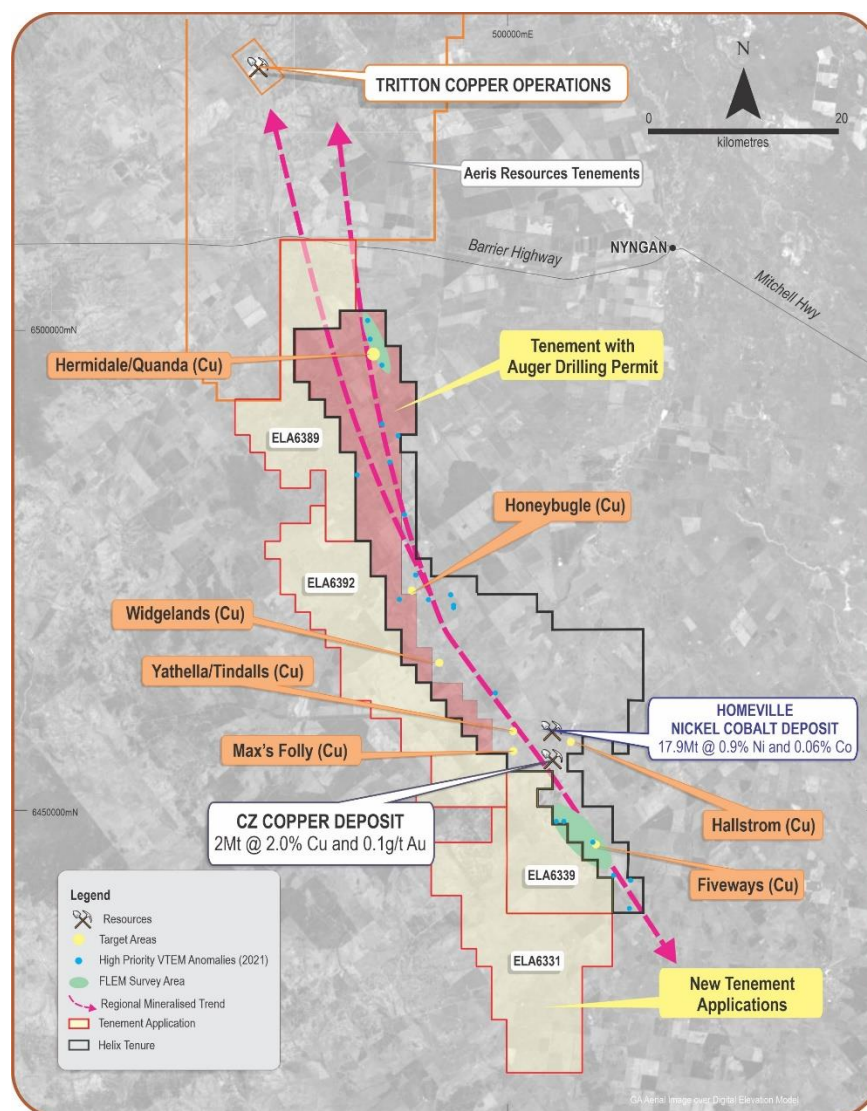 500000mE
N
TRITTON COPPER OPERATIONS
0
20
kilometres
Aeris Resources Tenements
NYNGAN
Barrier Highway
Mitchell Hwy
6500000mN
Hermidale/Quanda (Cu)
Tenement with
Auger Drilling Permit
ELA6389
Honeybugle (Cu)
ELA6392
Widgelands (Cu)
Yathella/Tindalls (Cu)
HOMEVILLE
NICKEL COBALT DEPOSIT
17.9Mt @ 0.9% Ni and 0.06% Co
Max's Folly (Cu)
6450000mN
CZ COPPER DEPOSIT
2Mt @ 2.0% Cu and 0.1g/t Au
Hallstrom (Cu)
ELA6339
Fiveways (Cu)
Legend
Resources
Target Areas
High Priority VTEM Anomalies (2021)
FLEM Survey Area
Regional Mineralised Trend
Tenement Application
Helix Tenure
ELA6331
New Tenement
Applications
GA Aerial Image over Digital Elevation Model